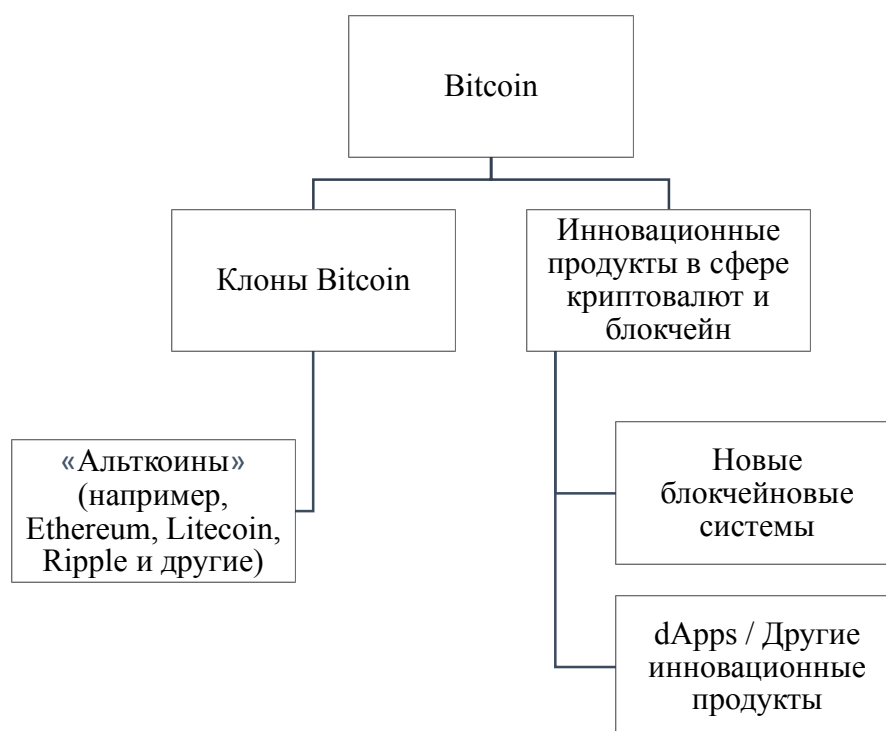 Bitcoin
Клоны Bitcoin
Инновационные
продукты в сфере
криптовалют и
блокчейн
«Альткоины»
(например,
Ethereum, Litecoin,
Ripple и другие)
Новые
блокчейновые
системы
dApps / Другие
инновационные
продукты